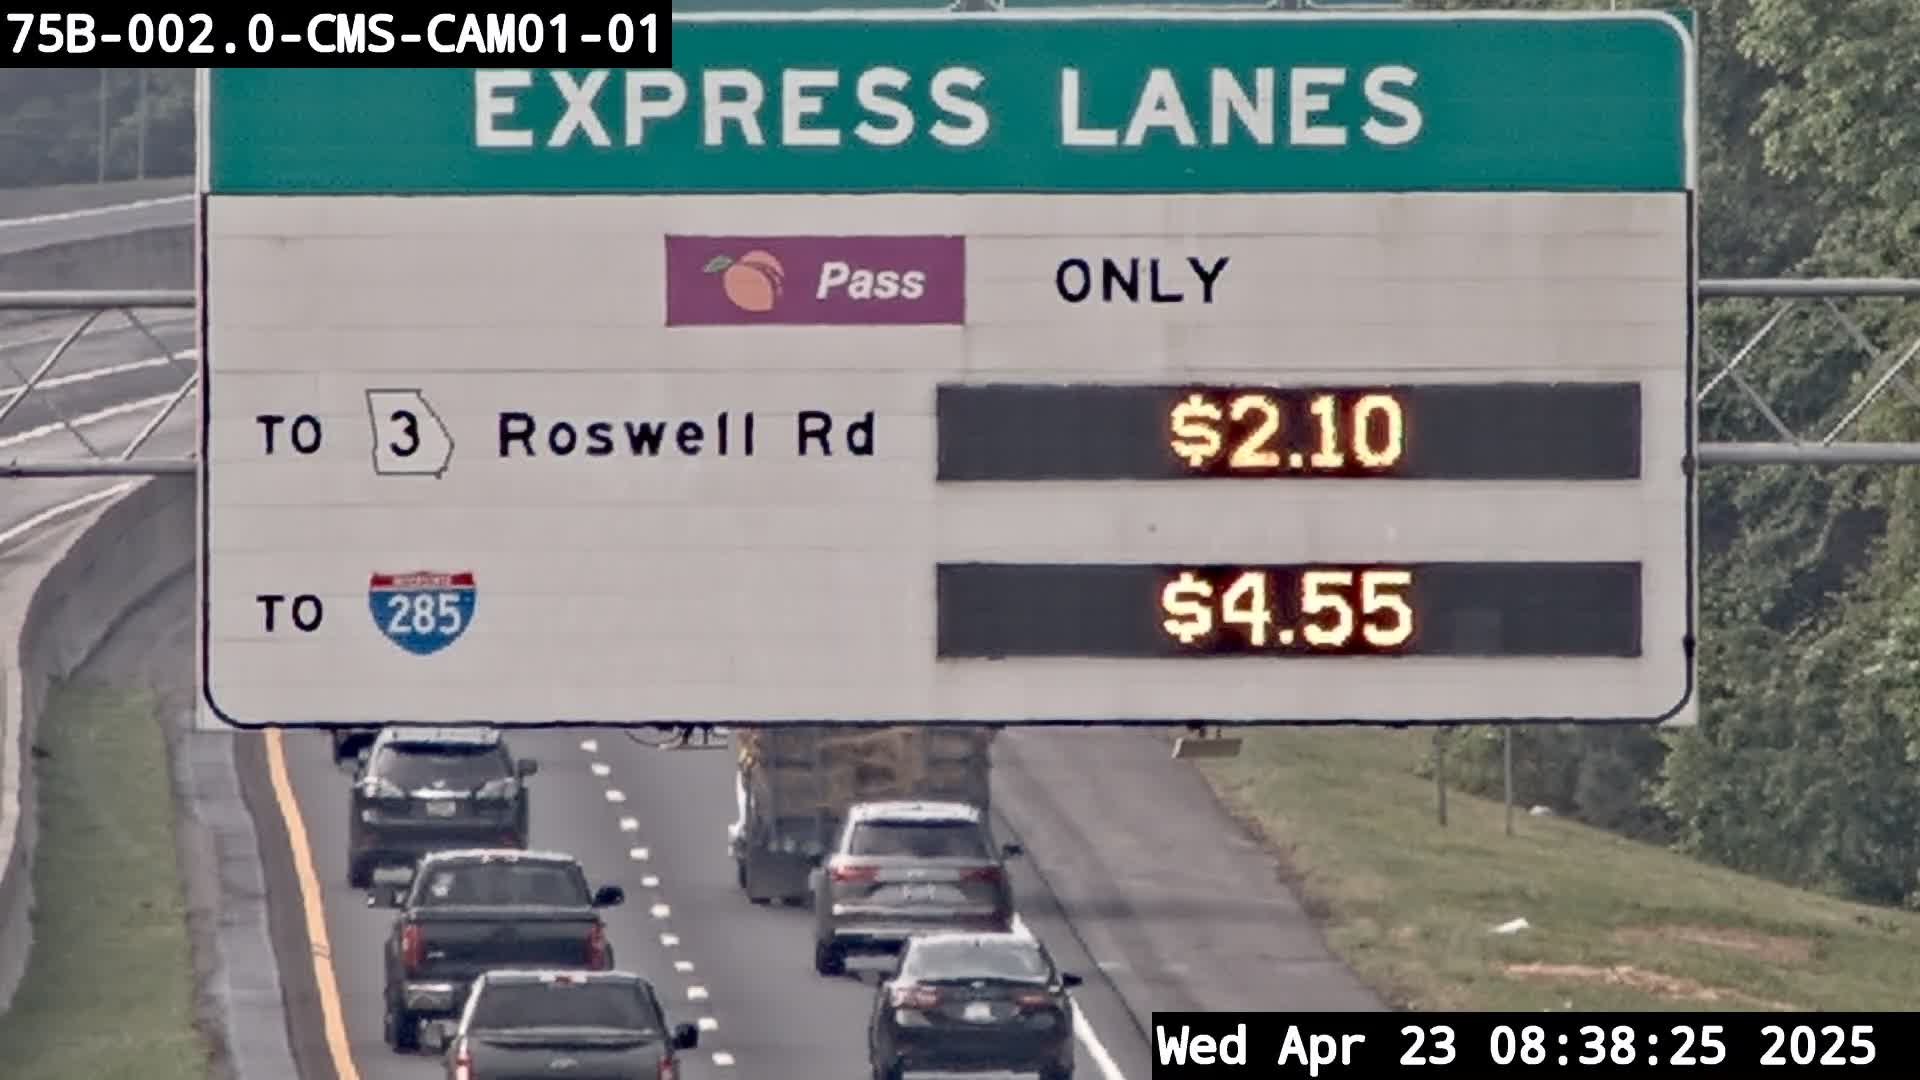 75B-002.0-CMS-CAM01-01
EXPRESS LANES
Pass ONLY
TO 3 Roswell Rd $2.10
TO INTERSTATE 285 $4.55
Wed Apr 23 08:38:25 2025